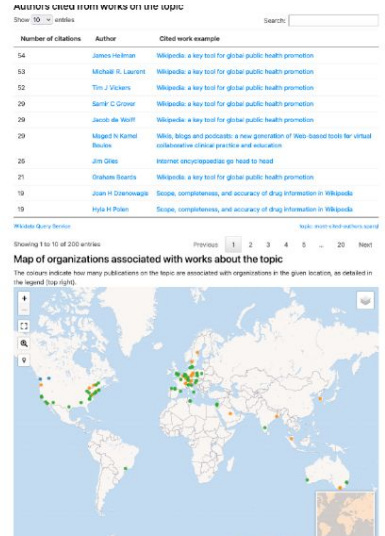 Authors cited from works on the topic
Show 10 entries Search:
Number of citations Author Cited work example
54 James Heilman Wikipedia: a key tool for global public health promotion
53 Michaël R. Laurent Wikipedia: a key tool for global public health promotion
52 Tim J Vickers Wikipedia: a key tool for global public health promotion
29 Samir C Grover Wikipedia: a key tool for global public health promotion
29 Jacob de Wolff Wikipedia: a key tool for global public health promotion
29 Maged N Kamel Wikis, blogs and podcasts: a new generation of Web-based tools for virtual
Boulos collaborative clinical practice and education
26 Jim Giles Internet encyclopaedias go head to head
21 Graham Beards Wikipedia: a key tool for global public health promotion
19 Joan H Dzenowagis Scope, completeness, and accuracy of drug information in Wikipedia
19 Hyla H Polen Scope, completeness, and accuracy of drug information in Wikipedia
Wikidata Query Service topic: most-cited-authors.sparql
Showing 1 to 10 of 200 entries Previous 1 2 3 4 5 … 20 Next
Map of organizations associated with works about the topic
The colours indicate how many publications on the topic are associated with organizations in the given location, as detailed in
the legend (top right).